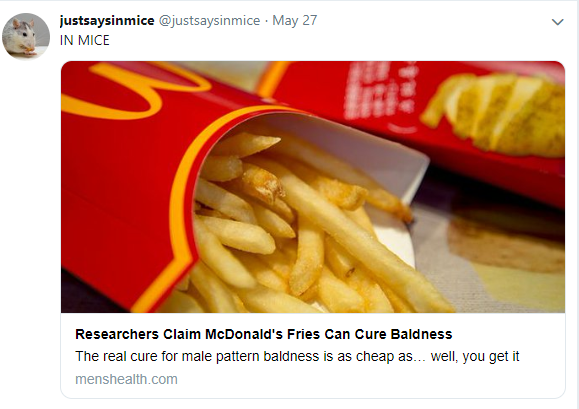 justsaysinmice @justsaysinmice · May 27
IN MICE
Researchers Claim McDonald's Fries Can Cure Baldness
The real cure for male pattern baldness is as cheap as... well, you get it
menshealth.com